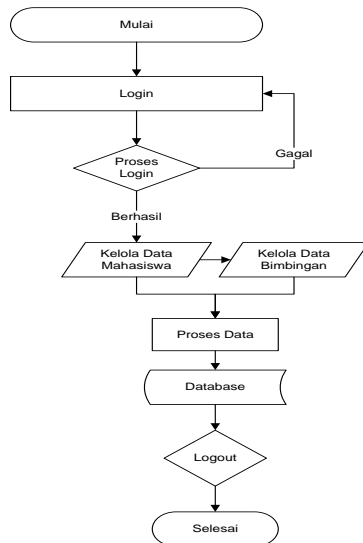 Mulai
Login
Proses
Login
Gagal
Berhasil
Kelola Data
Mahasiswa
Kelola Data
Bimbingan
Proses Data
Database
Logout
Selesai